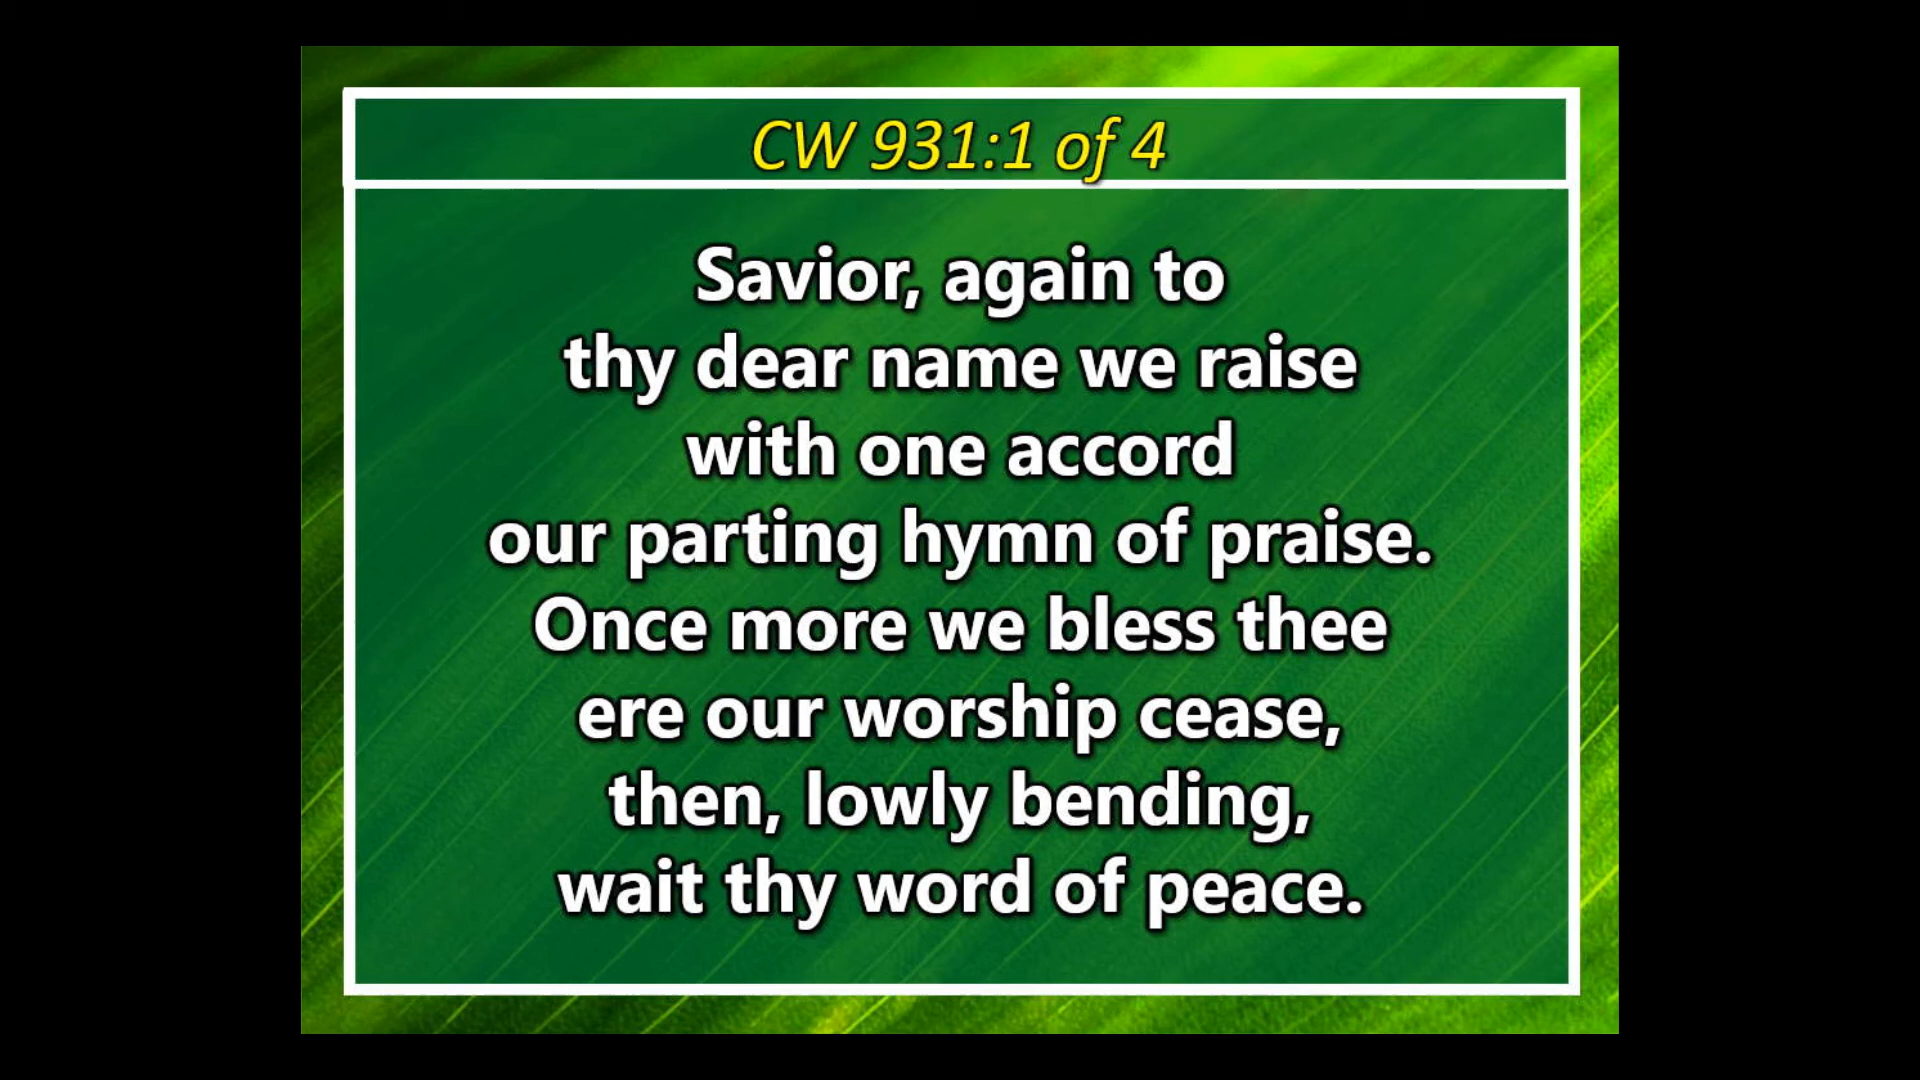 CW 931:1 of 4
Savior, again to
thy dear name we raise
with one accord
our parting hymn of praise.
Once more we bless thee
ere our worship cease,
then, lowly bending,
wait thy word of peace.